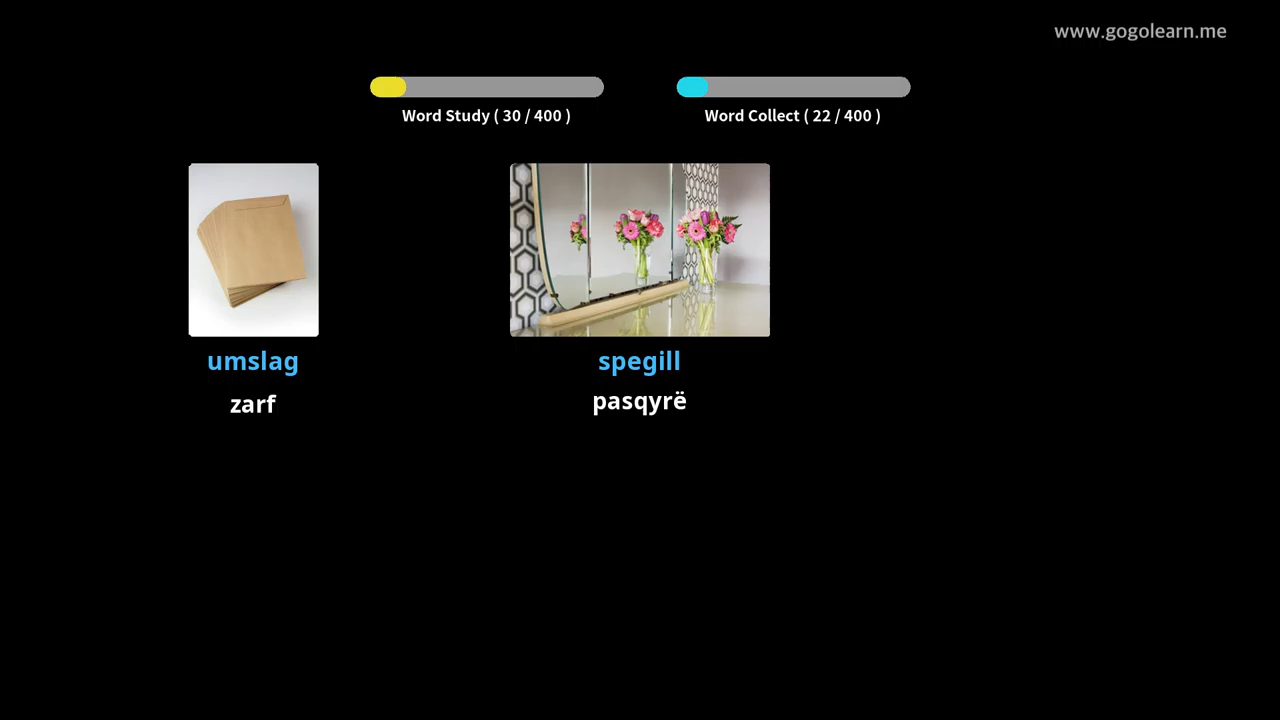 www.gogolearn.me
Word Study ( 30 / 400 )
Word Collect ( 22 / 400 )
umslag
zarf
spegill
pasqyrë